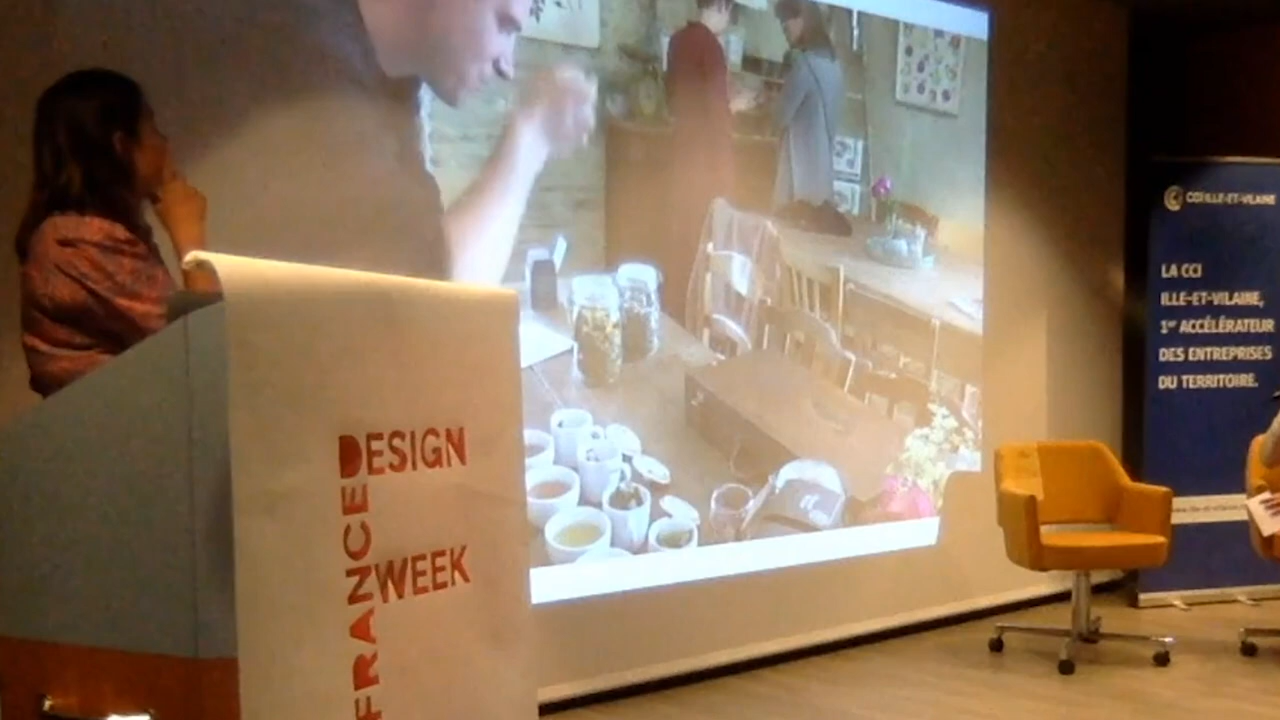 FRANCE
DESIGN
WEEK
CCI ILLE-ET-VILAINE
LA CCI
ILLE-ET-VILAINE,
1er ACCÉLÉRATEUR
DES ENTREPRISES
DU TERRITOIRE.